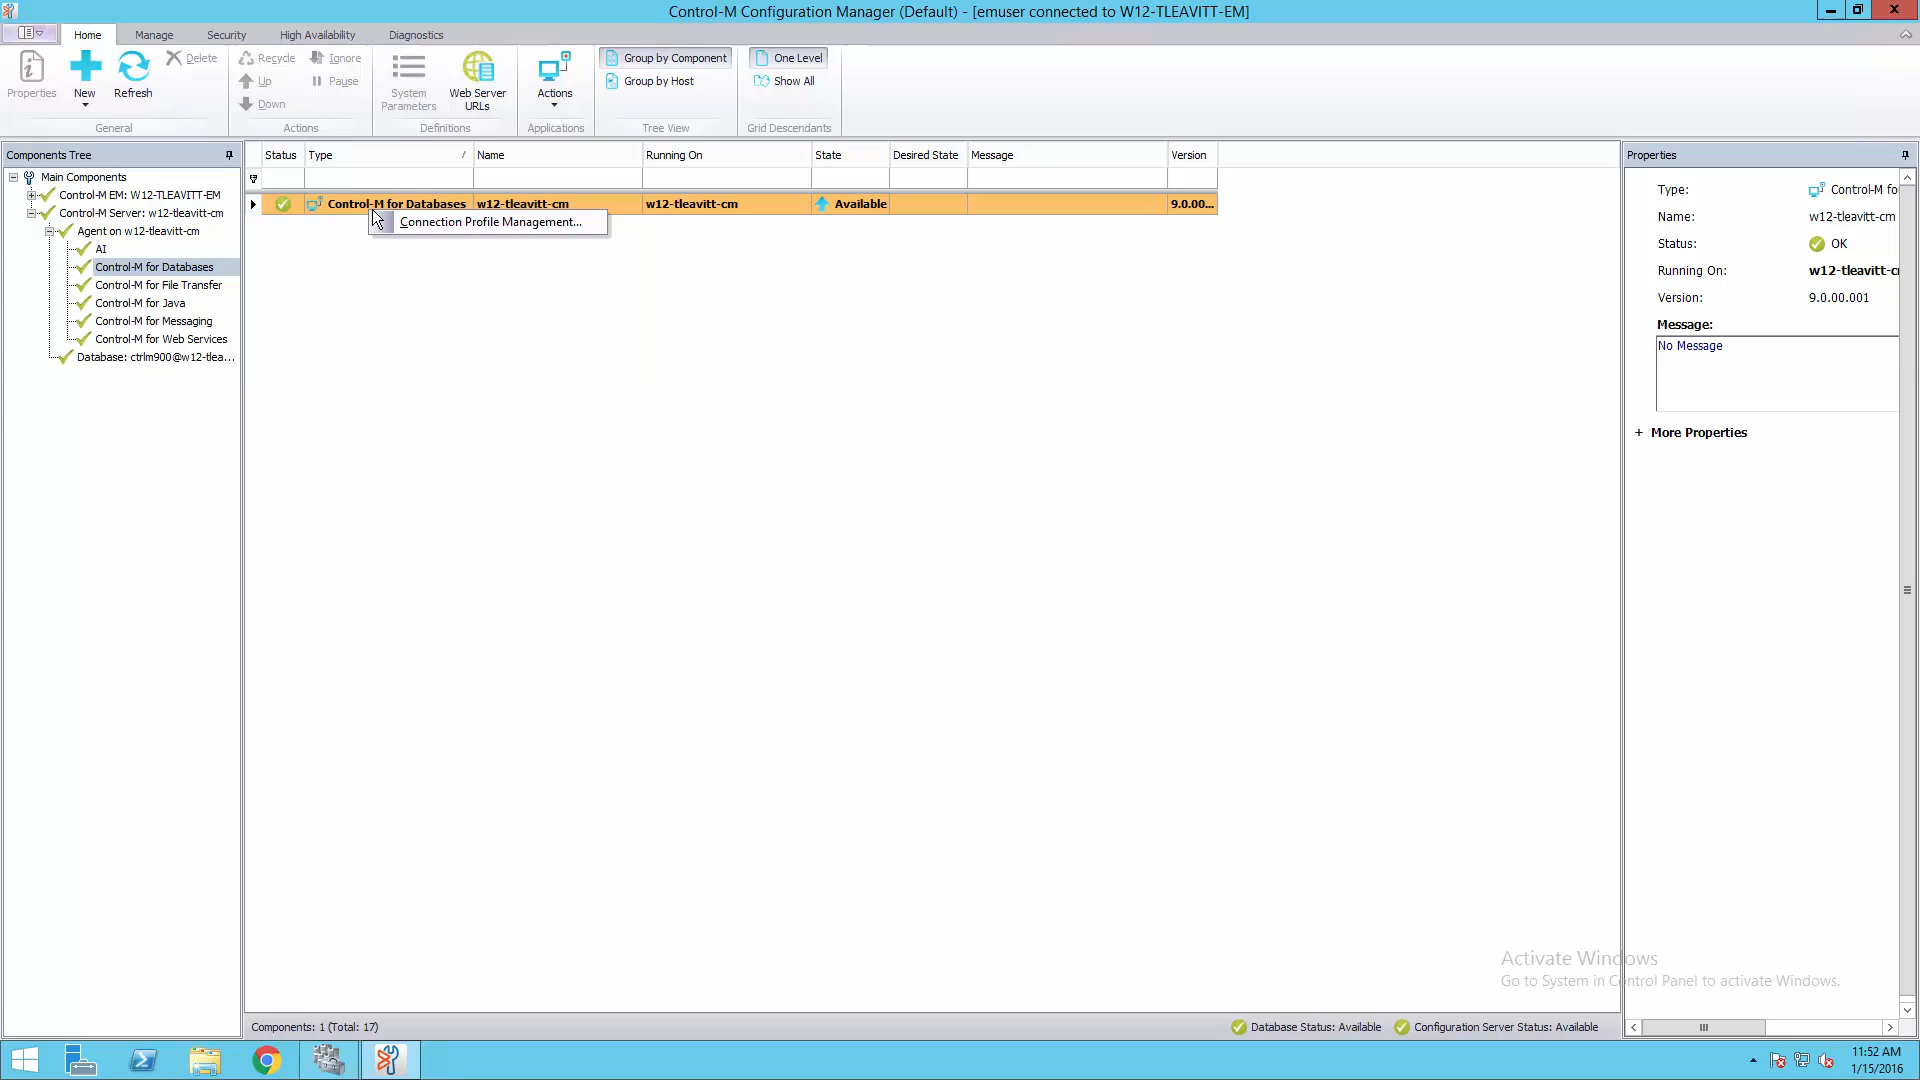 Control-M Configuration Manager (Default) - [emuser connected to W12-TLEAVITT-EM]
Home Manage Security High Availability Diagnostics
Properties
New
Refresh
Delete
General
Recycle
Up
Down
Ignore
Pause
Actions
System Parameters
Web Server URLs
Definitions
Actions
Applications
Group by Component
Group by Host
Tree View
One Level
Show All
Grid Descendants
Components Tree
Main Components
Control-M EM: W12-TLEAVITT-EM
Control-M Server: w12-tleavitt-cm
Agent on w12-tleavitt-cm
AI
Control-M for Databases
Control-M for File Transfer
Control-M for Java
Control-M for Messaging
Control-M for Web Services
Database: ctrlm900@w12-tlea...
Status Type Name Running On State Desired State Message Version
Control-M for Databases w12-tleavitt-cm w12-tleavitt-cm Available 9.0.00...
Connection Profile Management...
Properties
Type: Control-M fo
Name: w12-tleavitt-cm
Status: OK
Running On: w12-tleavitt-c
Version: 9.0.00.001
Message:
No Message
+ More Properties
Activate Windows
Go to System in Control Panel to activate Windows.
Components: 1 (Total: 17)
Database Status: Available
Configuration Server Status: Available
11:52 AM
1/15/2016